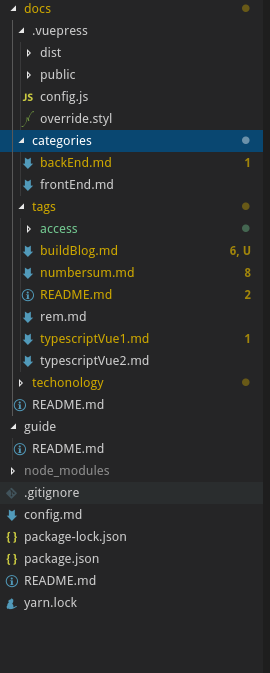 docs
.vuepress
dist
public
JS config.js
override.styl
categories
backEnd.md 1
frontEnd.md
tags
access
buildBlog.md 6, U
numbersum.md 8
README.md 2
rem.md
typescriptVue1.md 1
typescriptVue2.md
techonology
README.md
guide
README.md
node_modules
.gitignore
config.md
{ } package-lock.json
{ } package.json
README.md
yarn.lock